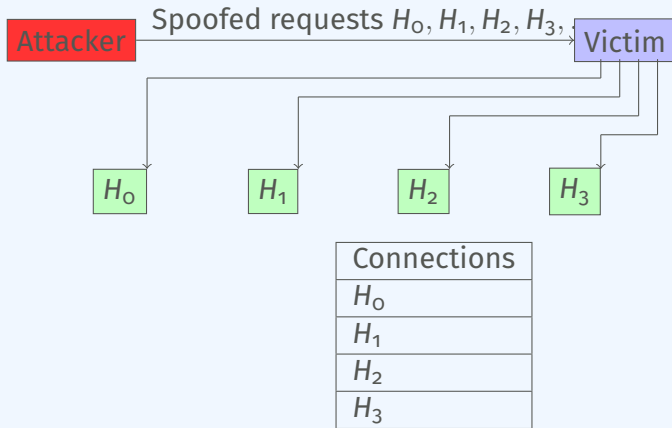 Spoofed requests H₀, H₁, H₂, H₃, .
Attacker
Victim
H₀
H₁
H₂
H₃
Connections
H₀
H₁
H₂
H₃